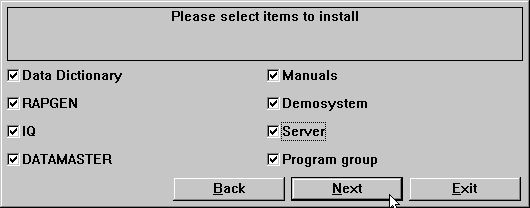 Please select items to install
Data Dictionary
Manuals
RAPGEN
Demosystem
IQ
Server
DATAMASTER
Program group
Back
Next
Exit